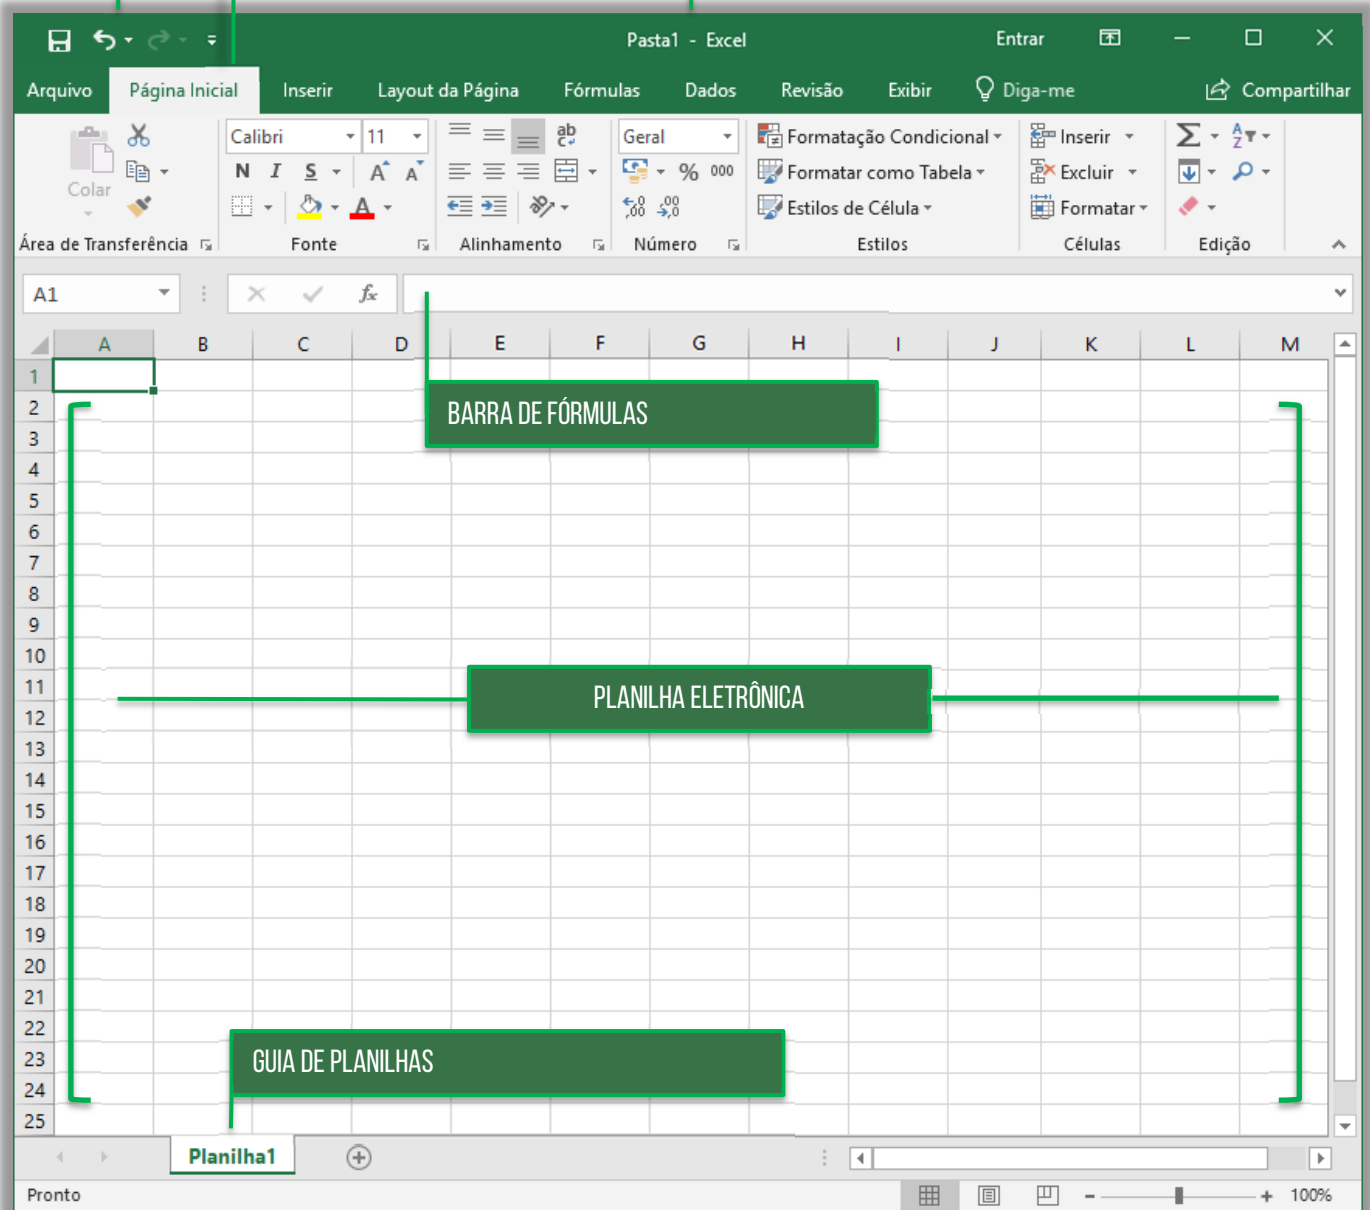 Pasta1 - Excel Entrar
Arquivo Página Inicial Inserir Layout da Página Fórmulas Dados Revisão Exibir Diga-me Compartilhar
Calibri 11 ab Geral Formatação Condicional Inserir Σ A
c Z
Colar N I S A A % 000 Formatar como Tabela Excluir
A ,00 ,00 Estilos de Célula Formatar
Área de Transferência Fonte Alinhamento Número Estilos Células Edição
A1 fx
A B C D E F G H I J K L M
1
2 BARRA DE FÓRMULAS
3
4
5
6
7
8
9
10
11 PLANILHA ELETRÔNICA
12
13
14
15
16
17
18
19
20
21
22
23 GUIA DE PLANILHAS
24
25
Planilha1
Pronto - + 100%